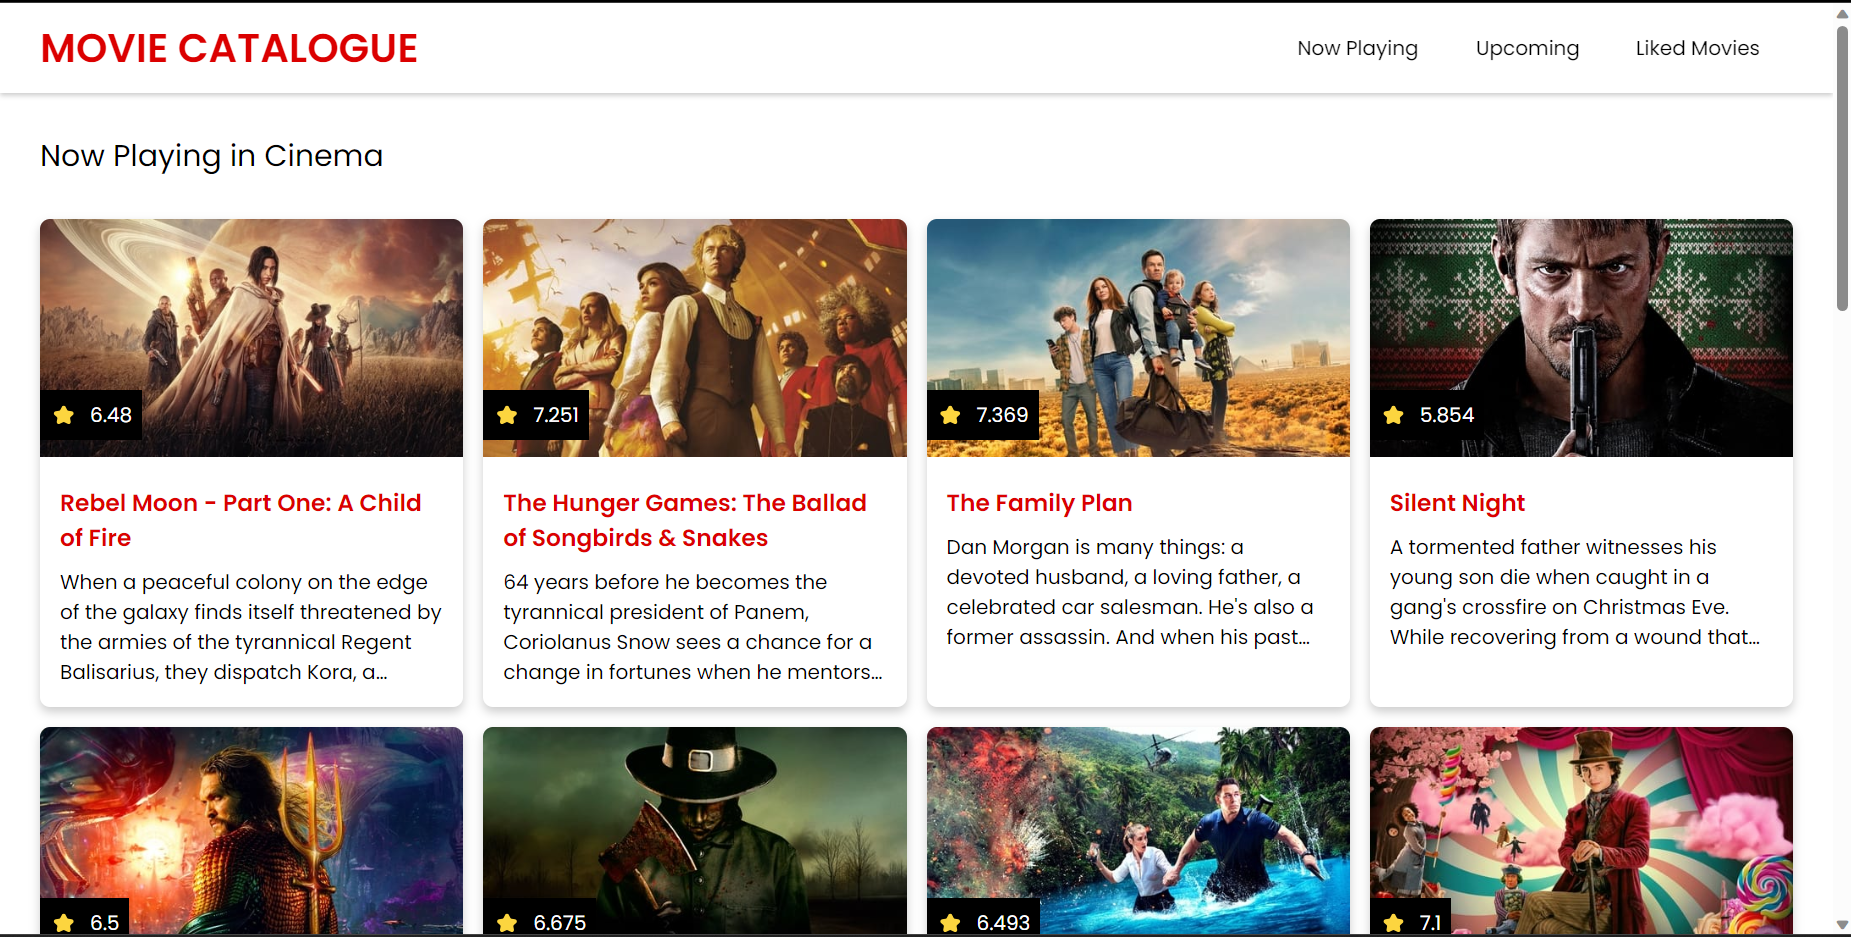 MOVIE CATALOGUE
Now Playing
Upcoming
Liked Movies
Now Playing in Cinema
6.48
7.251
7.369
5.854
Rebel Moon - Part One: A Child
of Fire
When a peaceful colony on the edge
of the galaxy finds itself threatened by
the armies of the tyrannical Regent
Balisarius, they dispatch Kora, a...
The Hunger Games: The Ballad
of Songbirds & Snakes
64 years before he becomes the
tyrannical president of Panem,
Coriolanus Snow sees a chance for a
change in fortunes when he mentors...
The Family Plan
Dan Morgan is many things: a
devoted husband, a loving father, a
celebrated car salesman. He's also a
former assassin. And when his past...
Silent Night
A tormented father witnesses his
young son die when caught in a
gang's crossfire on Christmas Eve.
While recovering from a wound that...
6.5
6.675
6.493
7.1